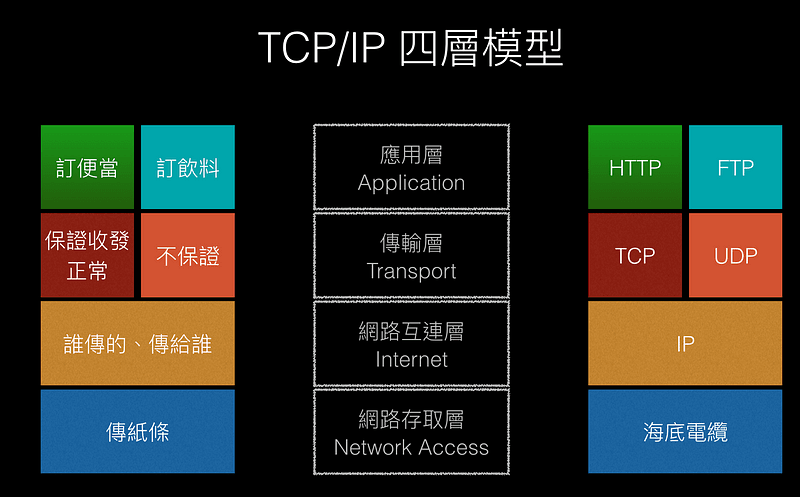 TCP/IP 四層模型
訂便當
訂飲料
應用層
Application
HTTP
FTP
保證收發
正常
不保證
傳輸層
Transport
TCP
UDP
誰傳的、傳給誰
網路互連層
Internet
IP
傳紙條
網路存取層
Network Access
海底電纜